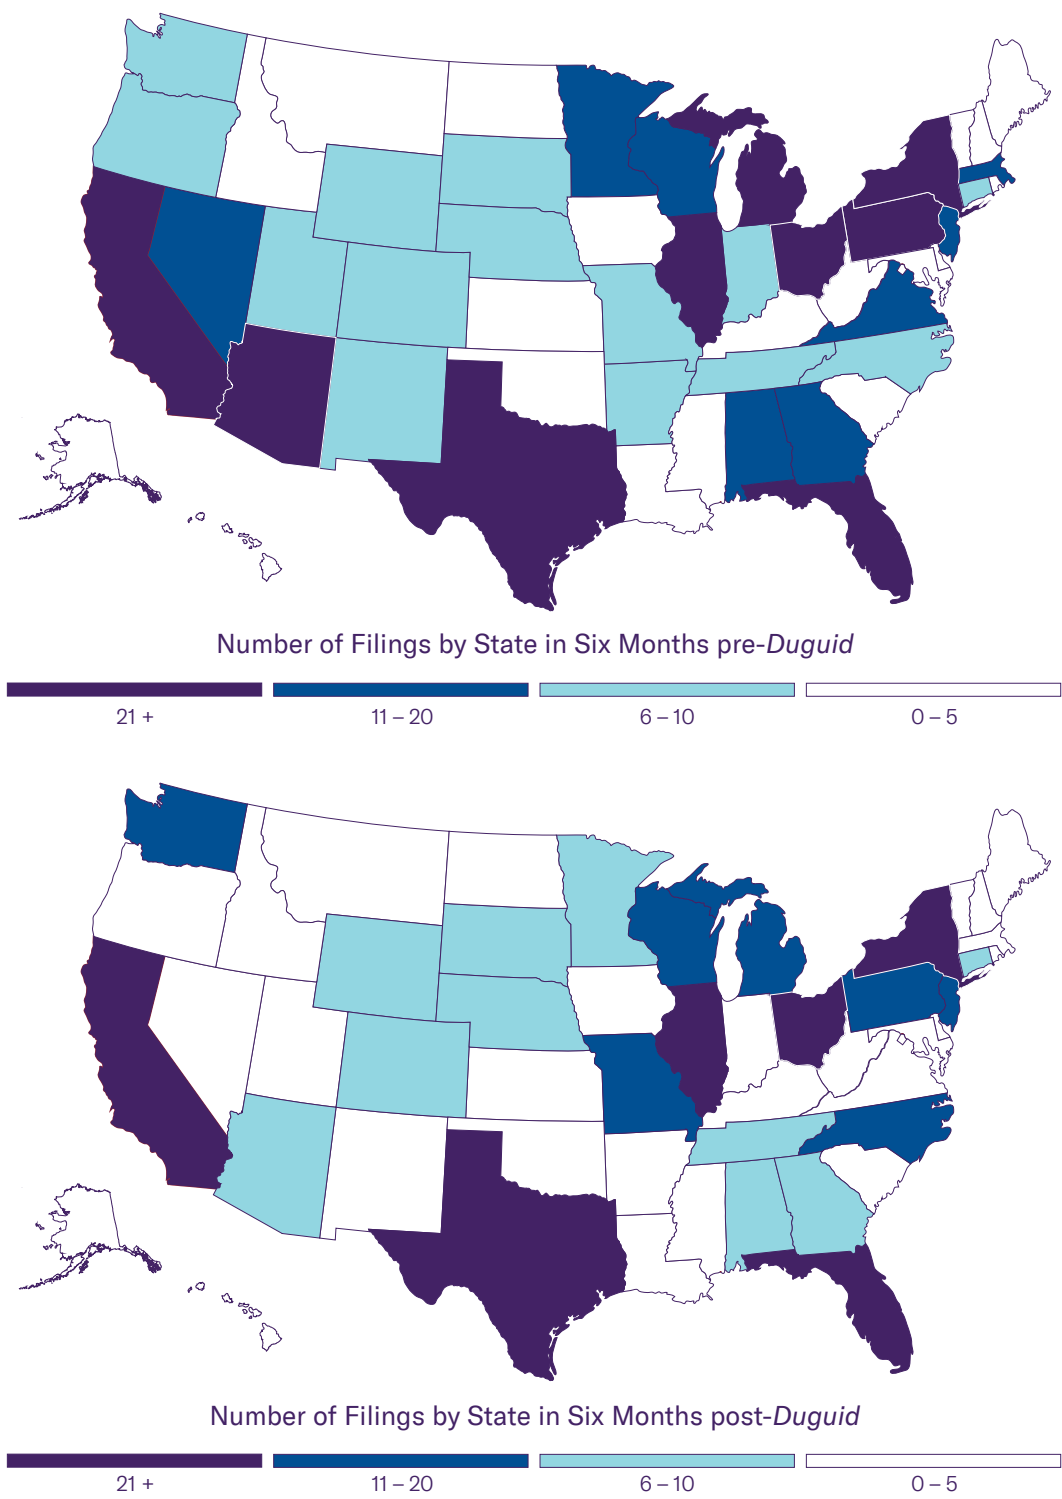 Number of Filings by State in Six Months pre-Duguid
21 + 11 – 20 6 – 10 0 – 5
Number of Filings by State in Six Months post-Duguid
21 + 11 – 20 6 – 10 0 – 5